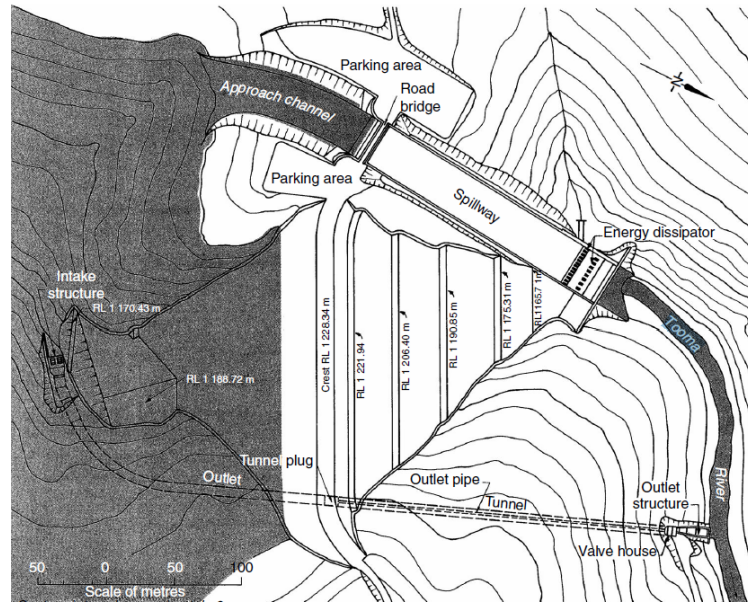 Parking area
Road
bridge
Approach channel
N
Parking area
Spillway
Energy dissipator
Intake
structure
RL 1 170.43 m
Crest RL 1 228.34 m
RL 1 221.94
RL 1 206.40 m
RL 1 190.85 m
RL 1 175.31 m
RL1165.7 1m
Tooma
RL 1 188.72 m
Outlet
Tunnel plug
Outlet pipe
Tunnel
River
Outlet
structure
Valve house
50 0 50 100
Scale of metres